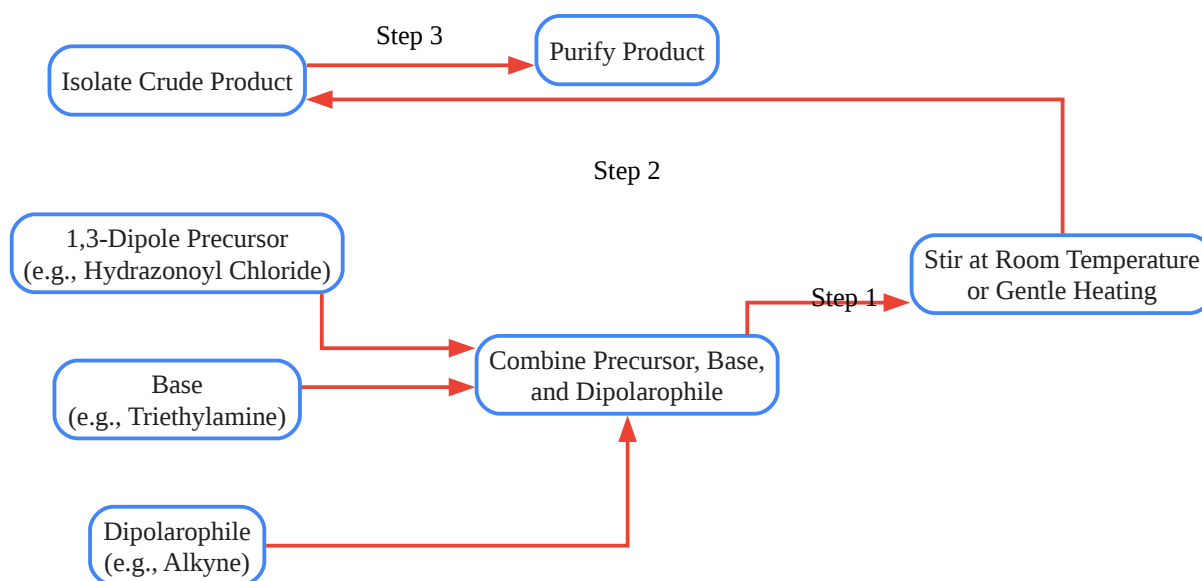 Step 3
Purify Product
Isolate Crude Product
Step 2
1,3-Dipole Precursor
(e.g., Hydrazonoyl Chloride)
Stir at Room Temperature
or Gentle Heating
Step 1
Combine Precursor, Base,
and Dipolarophile
Base
(e.g., Triethylamine)
Dipolarophile
(e.g., Alkyne)